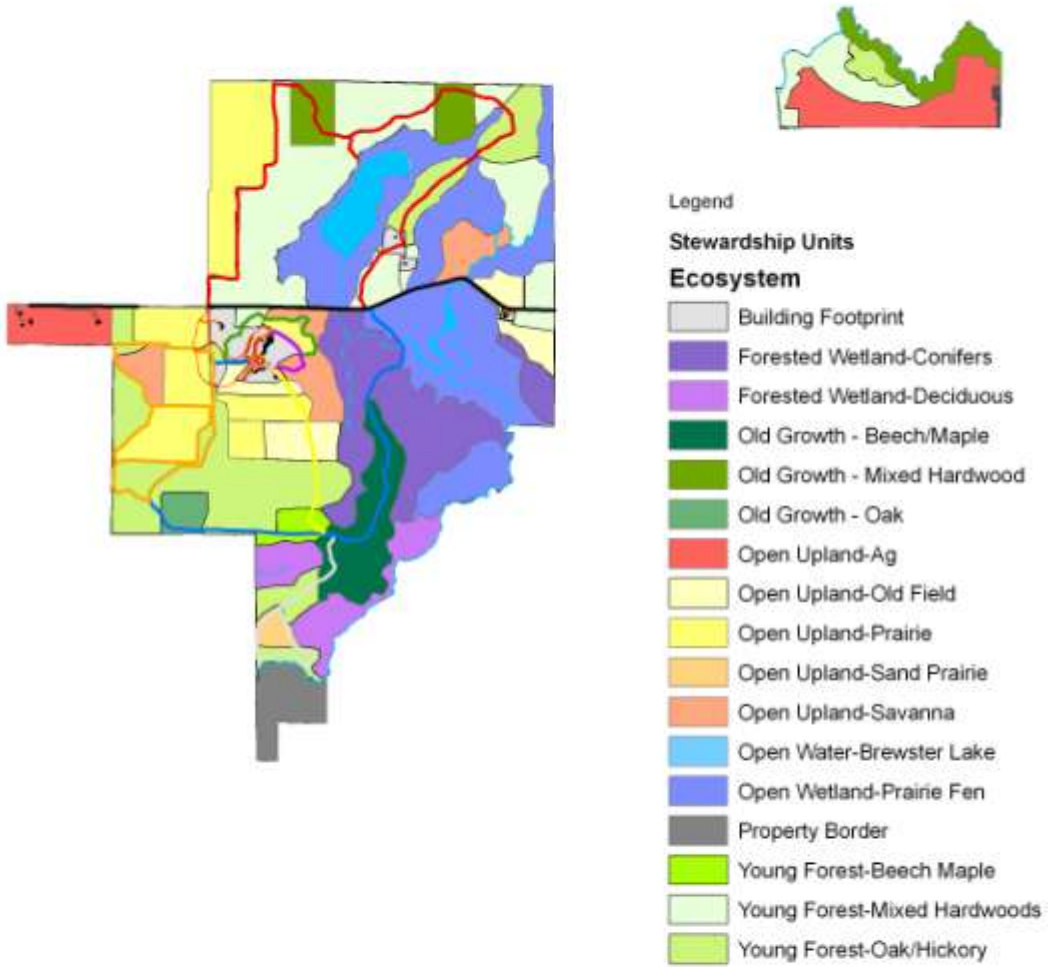 Legend
Stewardship Units
Ecosystem
Building Footprint
Forested Wetland-Conifers
Forested Wetland-Deciduous
Old Growth - Beech/Maple
Old Growth - Mixed Hardwood
Old Growth - Oak
Open Upland-Ag
Open Upland-Old Field
Open Upland-Prairie
Open Upland-Sand Prairie
Open Upland-Savanna
Open Water-Brewster Lake
Open Wetland-Prairie Fen
Property Border
Young Forest-Beech Maple
Young Forest-Mixed Hardwoods
Young Forest-Oak/Hickory